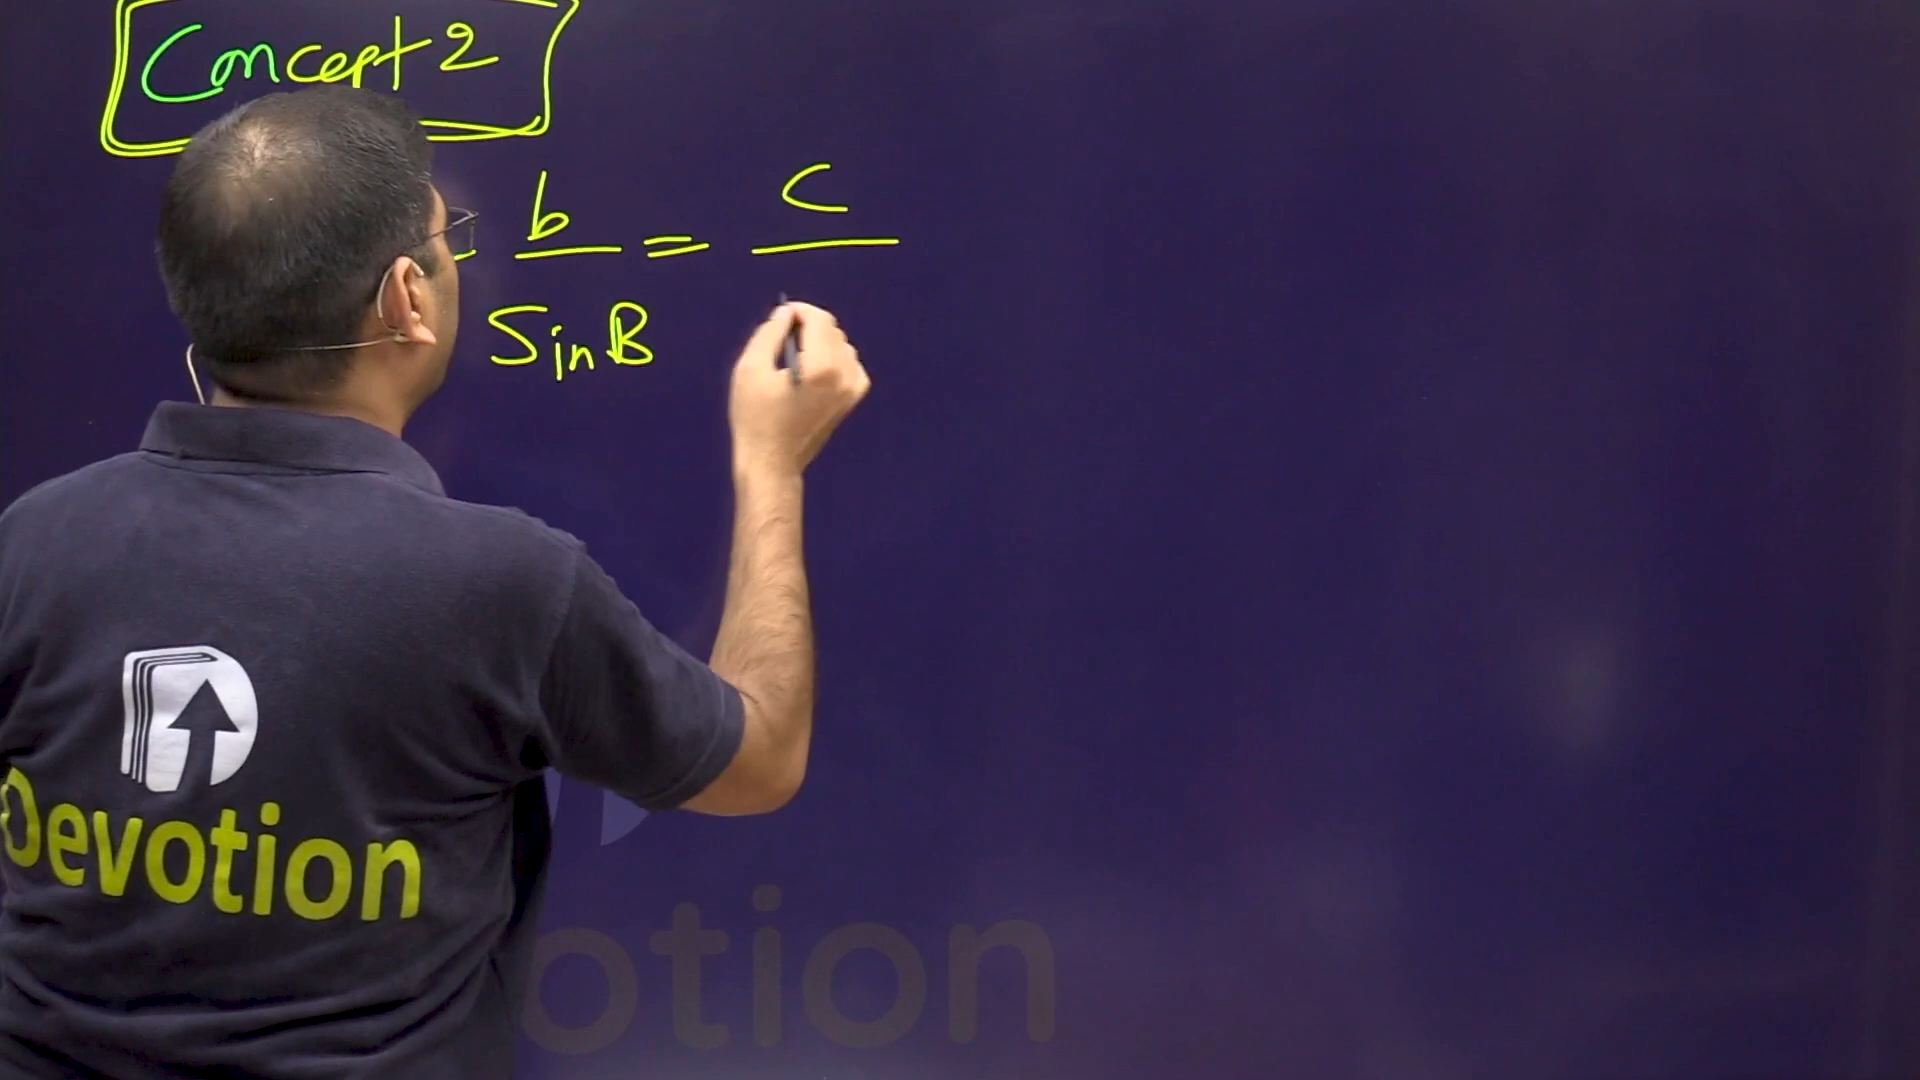 Concept 2
b = c
SinB
Devotion
otion